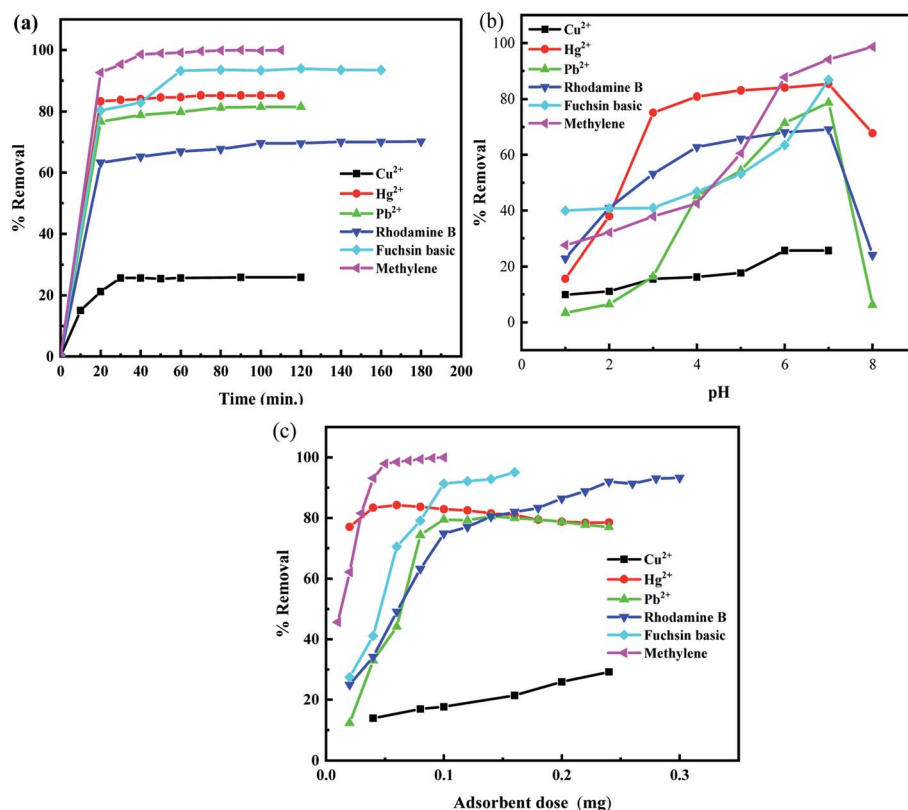 (a)
100
80
60
40
20
0
% Removal
Cu²⁺
Hg²⁺
Pb²⁺
Rhodamine B
Fuchsin basic
Methylene
0 20 40 60 80 100 120 140 160 180 200
Time (min.)
(b)
100
80
60
40
20
0
% Removal
Cu²⁺
Hg²⁺
Pb²⁺
Rhodamine B
Fuchsin basic
Methylene
0 2 4 6 8
pH
(c)
100
80
60
40
20
0
% Removal
Cu²⁺
Hg²⁺
Pb²⁺
Rhodamine B
Fuchsin basic
Methylene
0.0 0.1 0.2 0.3
Adsorbent dose (mg)